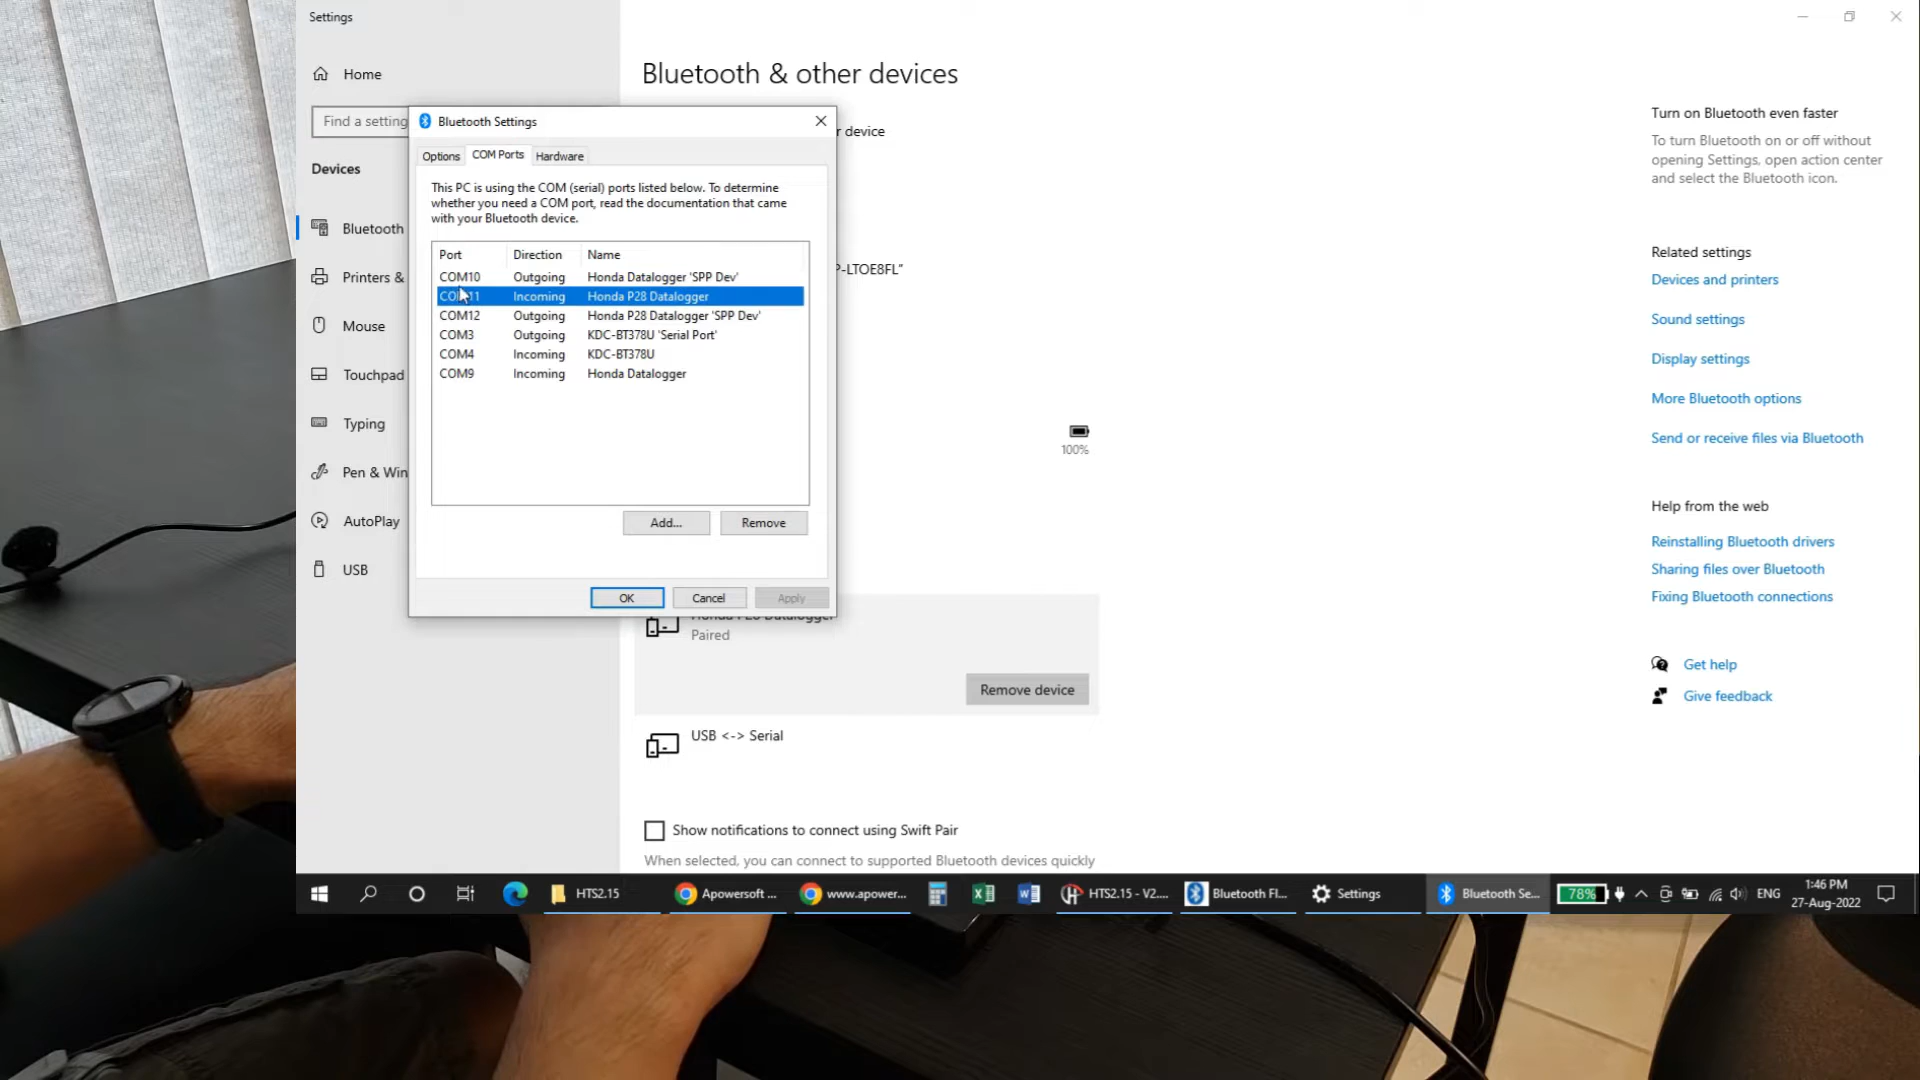 Settings
Home
Find a setting
Devices
Bluetooth
Printers &
Mouse
Touchpad
Typing
Pen & Win
AutoPlay
USB
Bluetooth & other devices
r device
P-LTOE8FL”
100%
Bluetooth Settings
Options COM Ports Hardware
This PC is using the COM (serial) ports listed below. To determine
whether you need a COM port, read the documentation that came
with your Bluetooth device.
Port Direction Name
COM10 Outgoing Honda Datalogger 'SPP Dev'
COM11 Incoming Honda P28 Datalogger
COM12 Outgoing Honda P28 Datalogger 'SPP Dev'
COM3 Outgoing KDC-BT378U 'Serial Port'
COM4 Incoming KDC-BT378U
COM9 Incoming Honda Datalogger
Add... Remove
OK Cancel Apply
Honda P28 Datalogger
Paired
Remove device
USB <-> Serial
Show notifications to connect using Swift Pair
When selected, you can connect to supported Bluetooth devices quickly
Turn on Bluetooth even faster
To turn Bluetooth on or off without
opening Settings, open action center
and select the Bluetooth icon.
Related settings
Devices and printers
Sound settings
Display settings
More Bluetooth options
Send or receive files via Bluetooth
Help from the web
Reinstalling Bluetooth drivers
Sharing files over Bluetooth
Fixing Bluetooth connections
Get help
Give feedback
HTS2.15 Apowersoft ... www.apower... HTS2.15 - V2.... Bluetooth Fl... Settings Bluetooth Se... 78% ENG 1:46 PM
27-Aug-2022